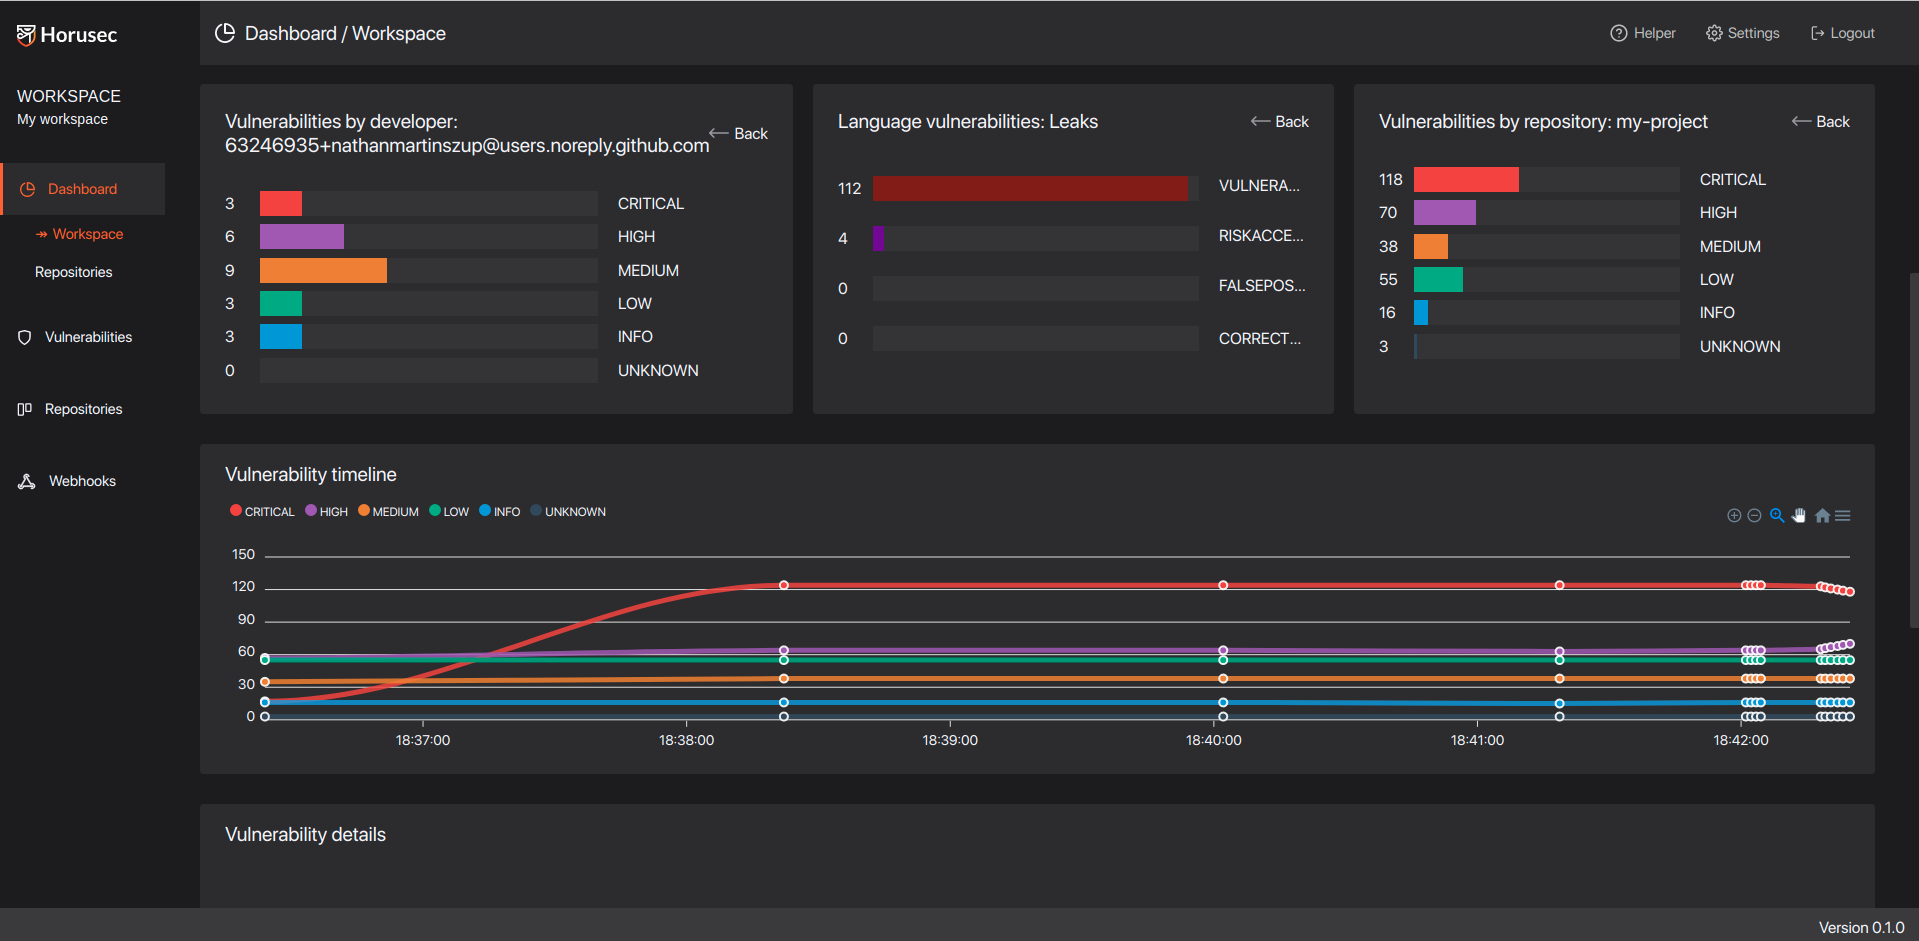 Horusec
Dashboard / Workspace
Helper
Settings
Logout
WORKSPACE
My workspace
Dashboard
Workspace
Repositories
Vulnerabilities
Repositories
Webhooks
Vulnerabilities by developer:
63246935+nathanmartinszup@users.noreply.github.com
Back
3 CRITICAL
6 HIGH
9 MEDIUM
3 LOW
3 INFO
0 UNKNOWN
Language vulnerabilities: Leaks
Back
112 VULNERA...
4 RISKACCE...
0 FALSEPOS...
0 CORRECT...
Vulnerabilities by repository: my-project
Back
118 CRITICAL
70 HIGH
38 MEDIUM
55 LOW
16 INFO
3 UNKNOWN
Vulnerability timeline
CRITICAL HIGH MEDIUM LOW INFO UNKNOWN
150
120
90
60
30
0
18:37:00 18:38:00 18:39:00 18:40:00 18:41:00 18:42:00
Vulnerability details
Version 0.1.0